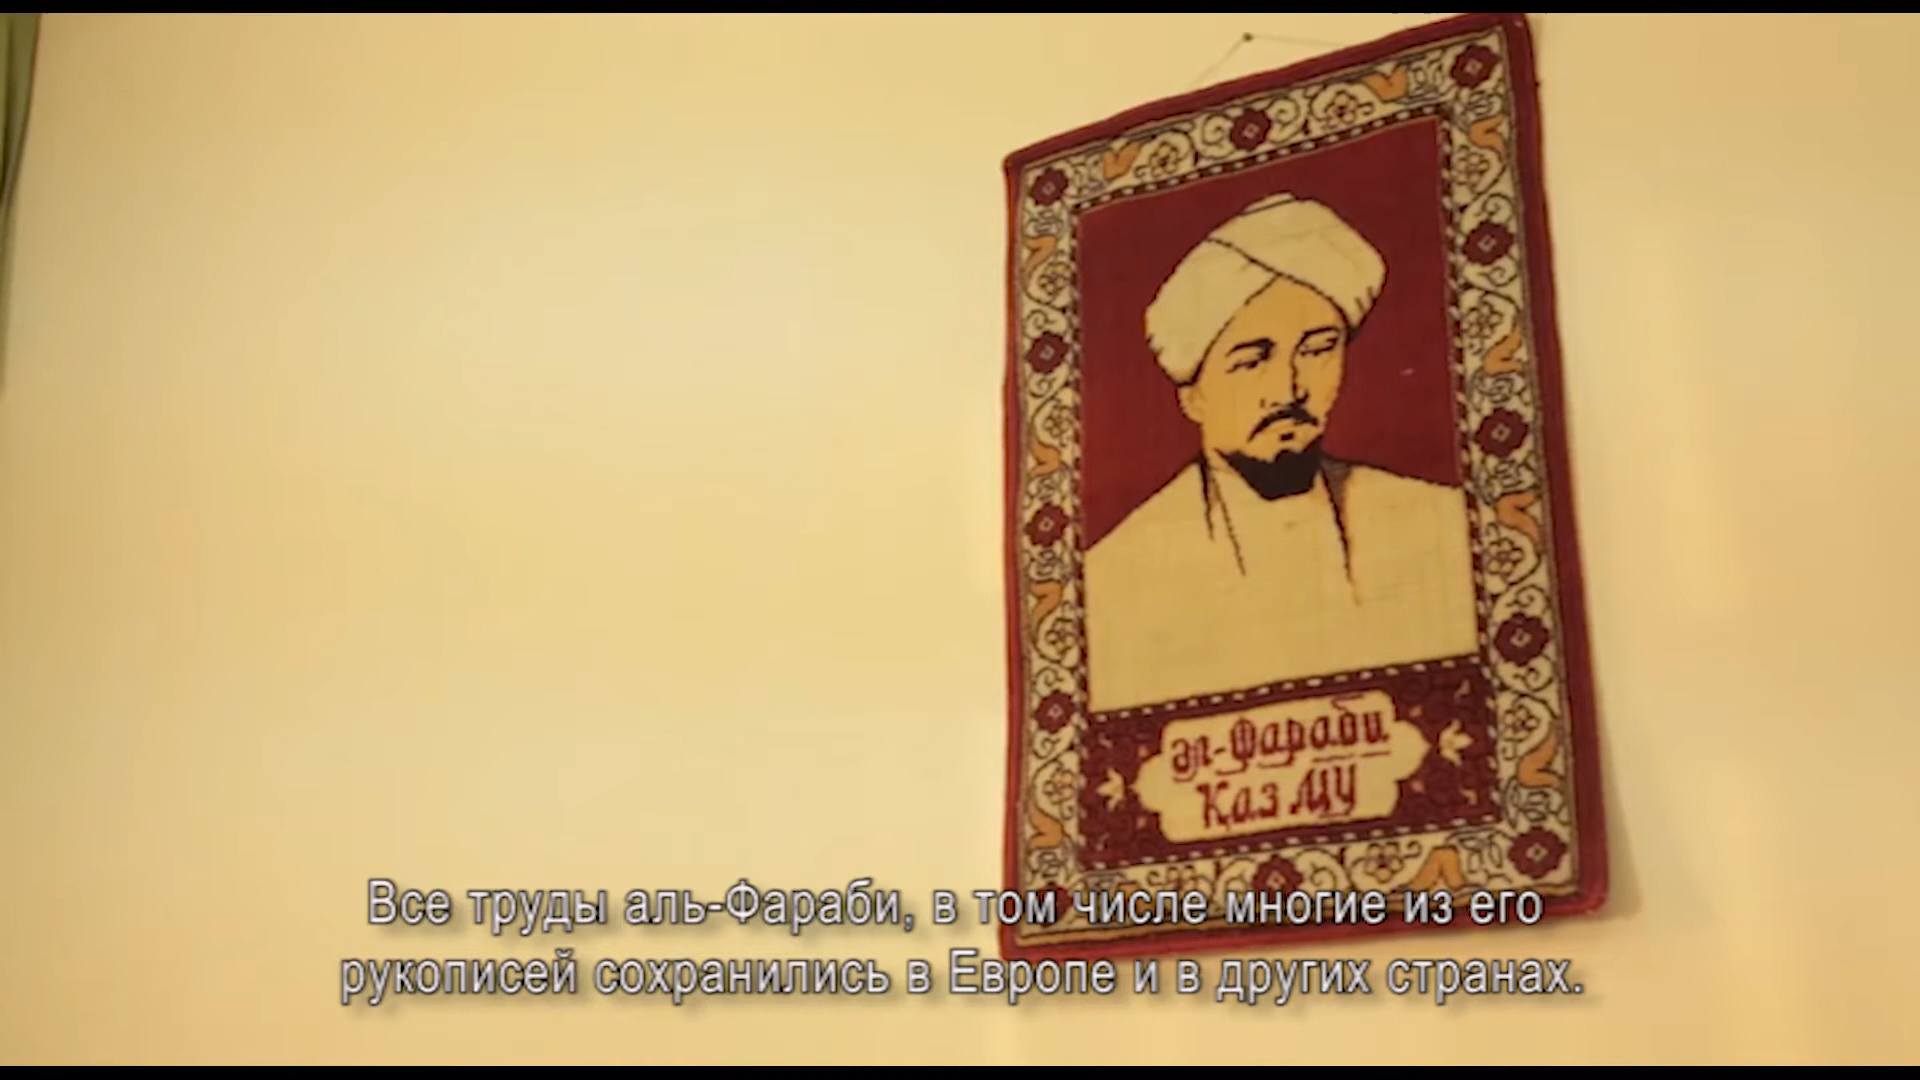 әл-Фараби
ҚазМУ
Все труды аль-Фараби, в том числе многие из его
рукописей сохранились в Европе и в других странах.